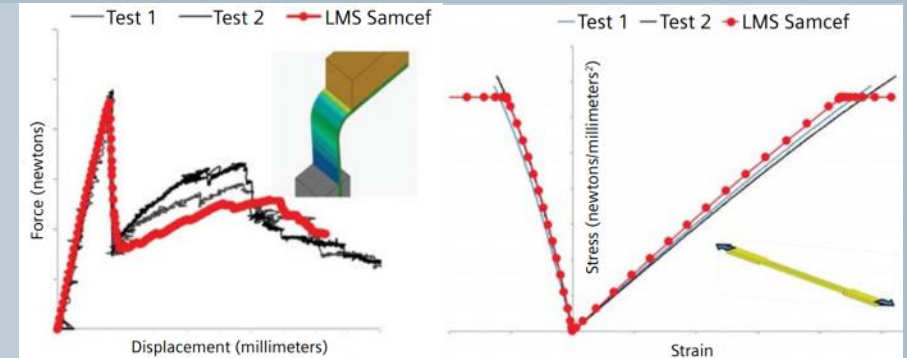 Test 1 Test 2 LMS Samcef
Force (newtons)
Displacement (millimeters)
Test 1 Test 2 LMS Samcef
Stress (newtons/millimeters²)
Strain